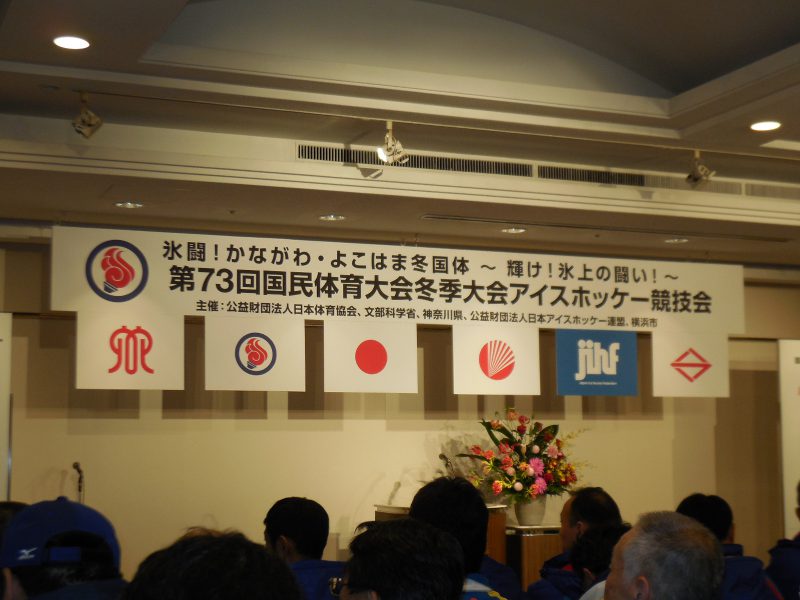 氷闘！かながわ・よこはま冬国体 ～ 輝け！氷上の闘い！～
第73回国民体育大会冬季大会アイスホッケー競技会
主催：公益財団法人日本体育協会、文部科学省、神奈川県、公益財団法人日本アイスホッケー連盟、横浜市
jihf